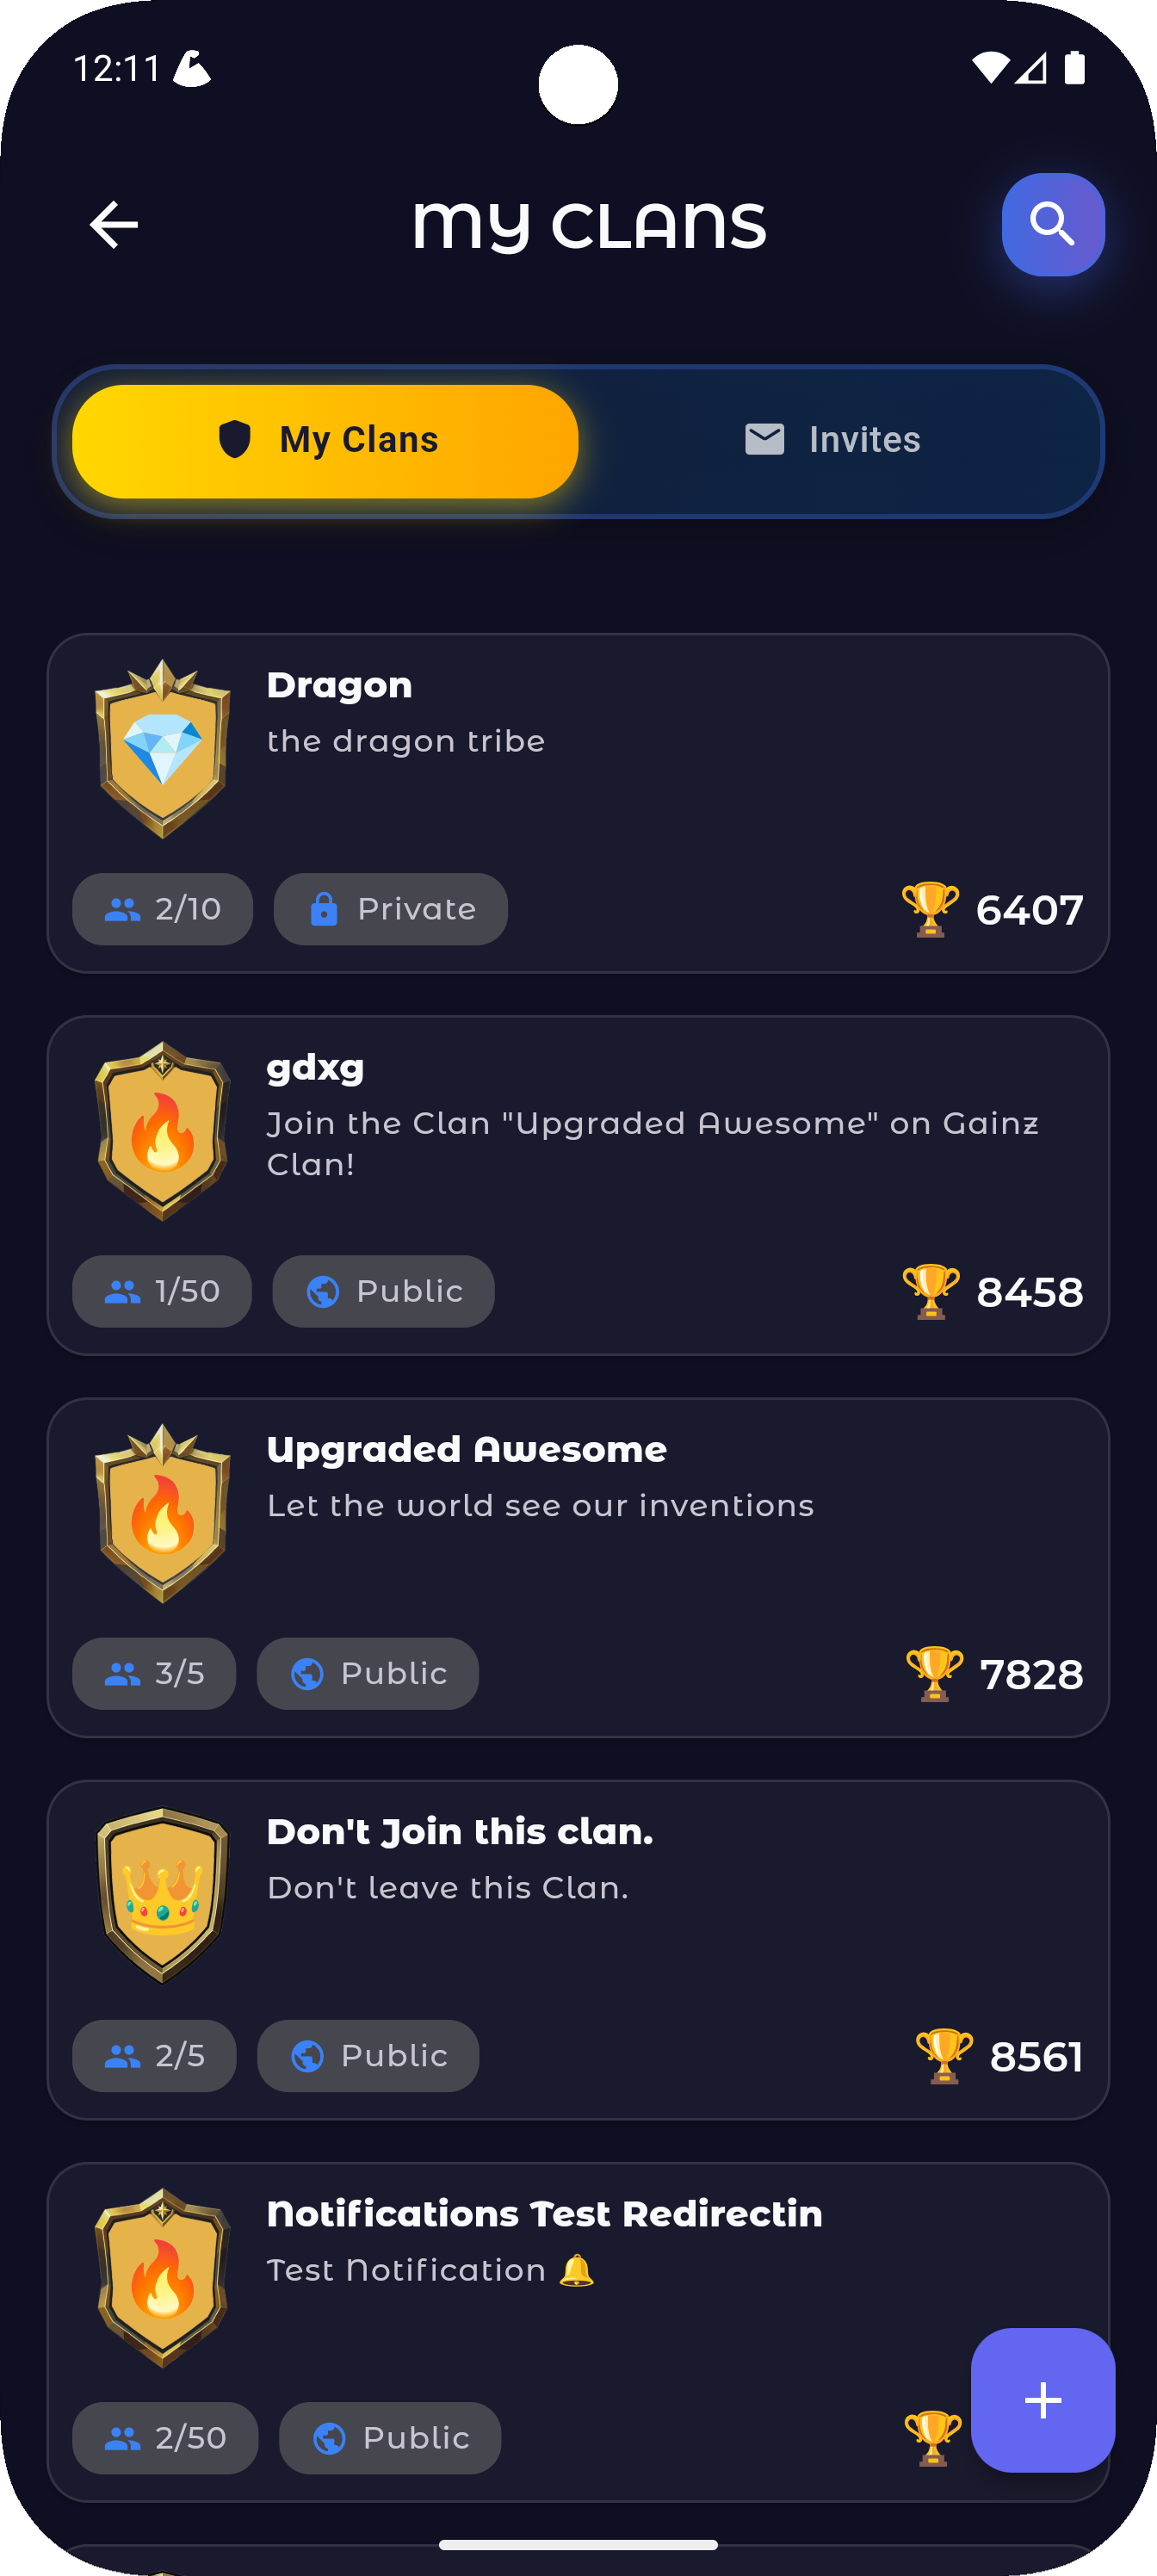 12:11
MY CLANS
My Clans
Invites
Dragon
the dragon tribe
2/10
Private
6407
gdxg
Join the Clan "Upgraded Awesome" on Gainz
Clan!
1/50
Public
8458
Upgraded Awesome
Let the world see our inventions
3/5
Public
7828
Don't Join this clan.
Don't leave this Clan.
2/5
Public
8561
Notifications Test Redirectin
Test Notification 🔔
2/50
Public